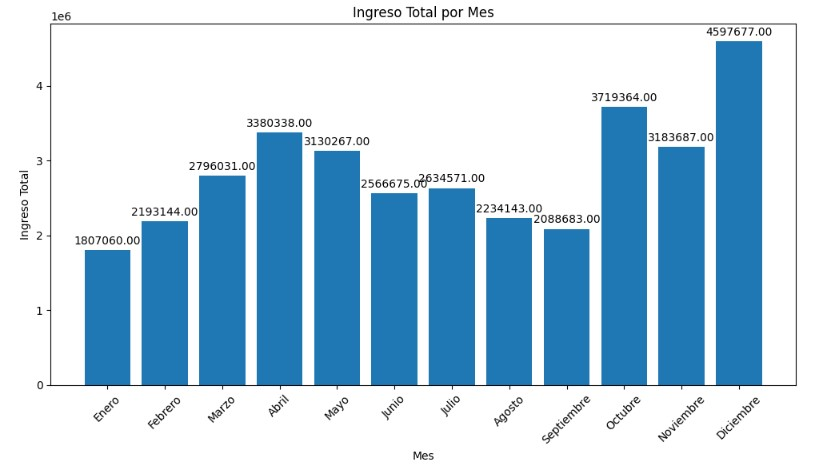 Ingreso Total por Mes
1e6
4597677.00
3719364.00
3380338.00
3183687.00
3130267.00
2796031.00
2634571.00
2566675.00
2234143.00
2193144.00
2088683.00
1807060.00
4
3
2
1
0
Ingreso Total
Enero
Febrero
Marzo
Abril
Mayo
Junio
Julio
Agosto
Septiembre
Octubre
Noviembre
Diciembre
Mes